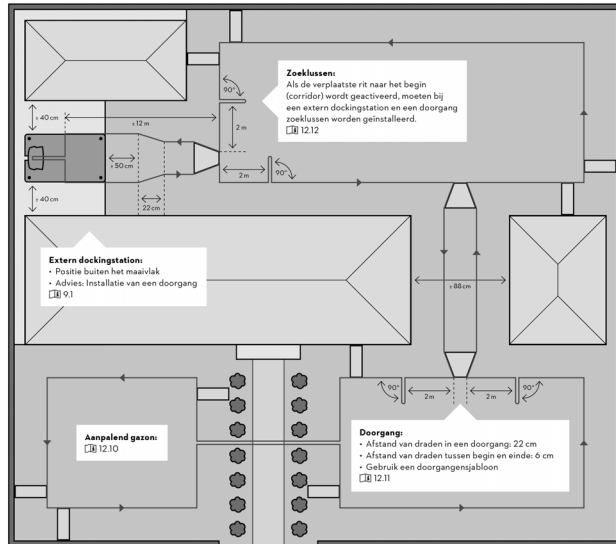 ± 40 cm
≤ 12 m
± 50 cm
22 cm
± 40 cm
90°
2 m
2 m
90°
Zoeklussen:
Als de verplaatste rit naar het begin
(corridor) wordt geactiveerd, moeten bij
een extern dockingstation en een doorgang
zoeklussen worden geïnstalleerd.
12.12
Extern dockingstation:
• Positie buiten het maaivlak
• Advies: Installatie van een doorgang
9.1
± 88 cm
90°
2 m
2 m
90°
Aanpalend gazon:
12.10
Doorgang:
• Afstand van draden in een doorgang: 22 cm
• Afstand van draden tussen begin en einde: 6 cm
• Gebruik een doorgangensjabloon
12.11